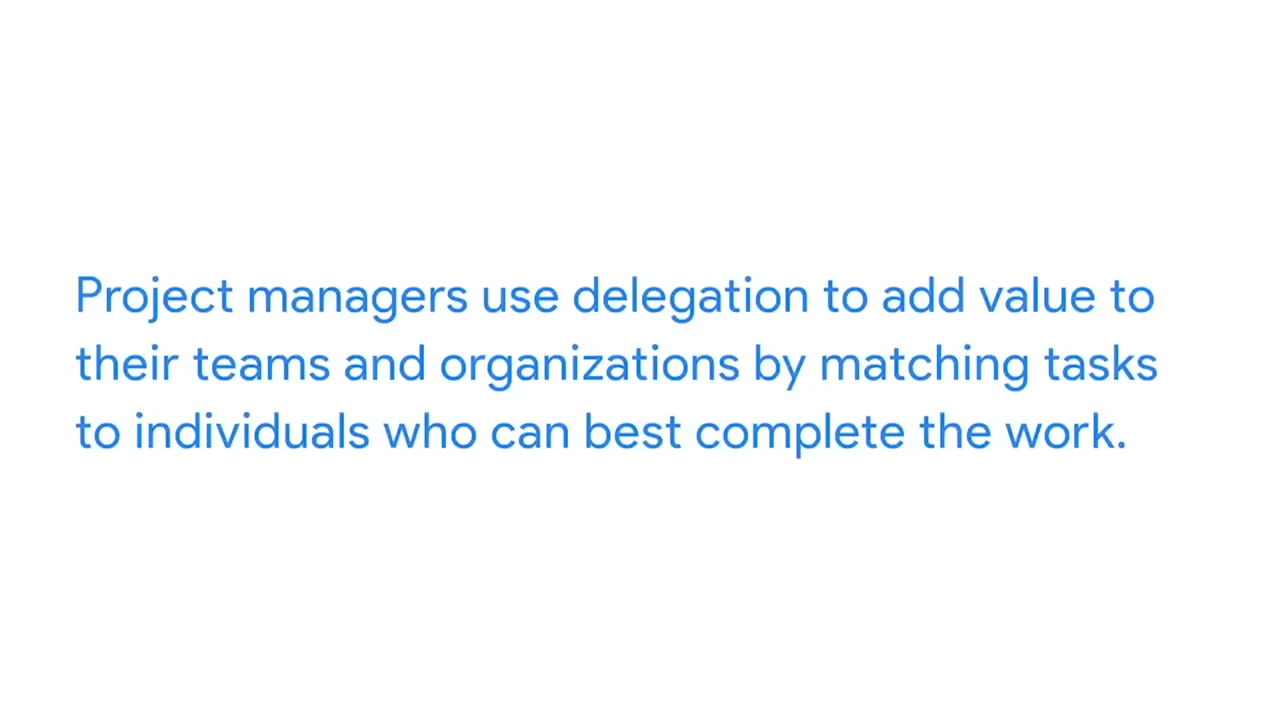 Project managers use delegation to add value to
their teams and organizations by matching tasks
to individuals who can best complete the work.